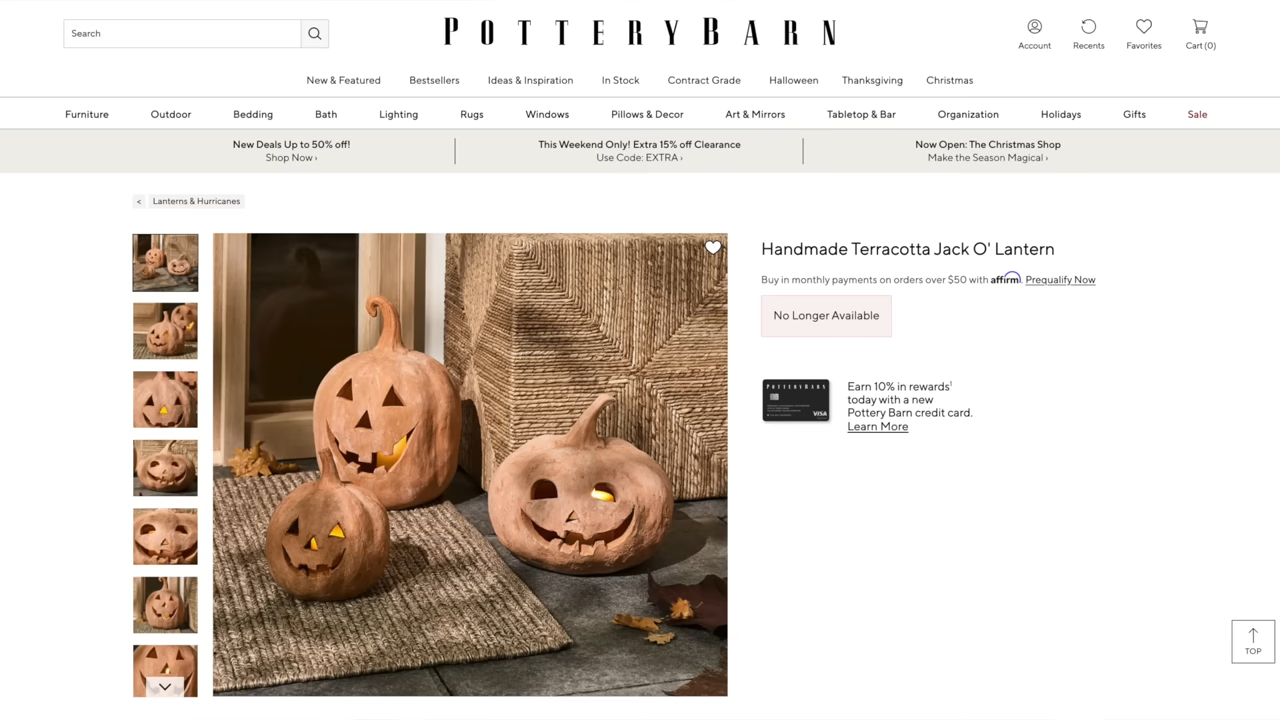 Search
POTTERYBARN
Account
Recents
Favorites
Cart (0)
New & Featured
Bestsellers
Ideas & Inspiration
In Stock
Contract Grade
Halloween
Thanksgiving
Christmas
Furniture
Outdoor
Bedding
Bath
Lighting
Rugs
Windows
Pillows & Decor
Art & Mirrors
Tabletop & Bar
Organization
Holidays
Gifts
Sale
New Deals Up to 50% off!
Shop Now ›
This Weekend Only! Extra 15% off Clearance
Use Code: EXTRA ›
Now Open: The Christmas Shop
Make the Season Magical ›
< Lanterns & Hurricanes
Handmade Terracotta Jack O' Lantern
Buy in monthly payments on orders over $50 with affirm. Prequalify Now
No Longer Available
POTTERYBARN
VISA
Earn 10% in rewards¹
today with a new
Pottery Barn credit card.
Learn More
TOP